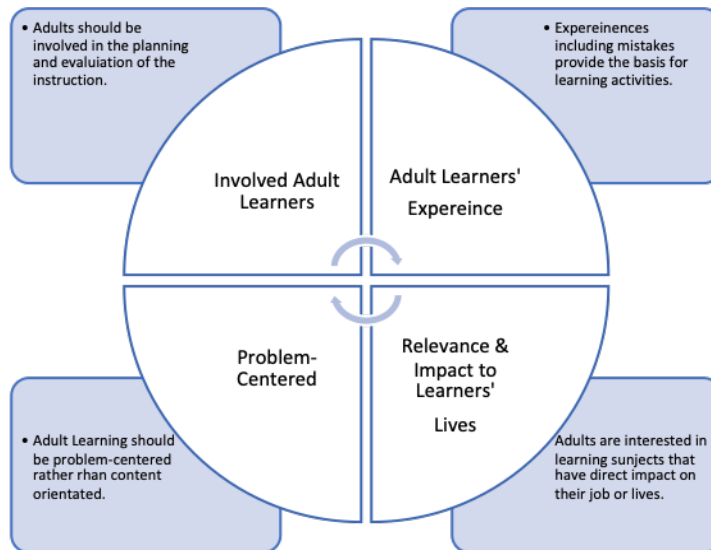 • Adults should be
involved in the planning
and evaluiation of the
instruction.
• Expereinences
including mistakes
provide the basis for
learning activities.
Involved Adult
Learners
Adult Learners'
Expereince
Problem-
Centered
Relevance &
Impact to
Learners'
Lives
• Adult Learning should
be problem-centered
rather rhan content
orientated.
Adults are interested in
learning sunjects that
have direct impact on
their job or lives.